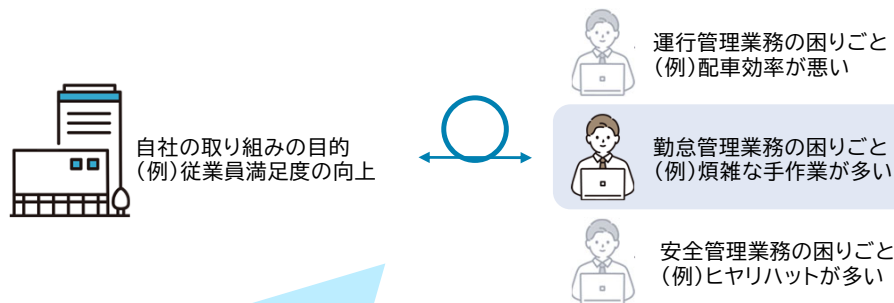 運行管理業務の困りごと
（例）配車効率が悪い
自社の取り組みの目的
（例）従業員満足度の向上
勤怠管理業務の困りごと
（例）煩雑な手作業が多い
安全管理業務の困りごと
（例）ヒヤリハットが多い